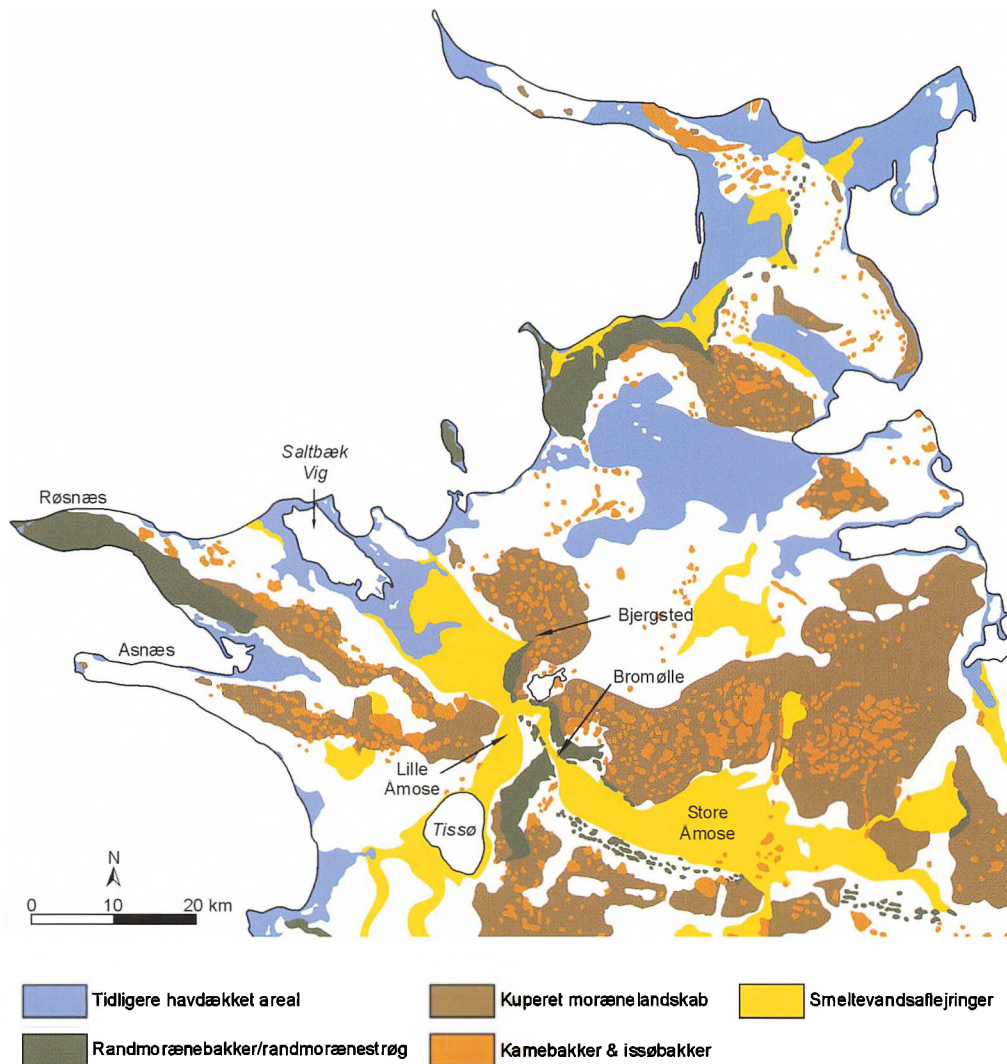 Saltbæk
Vig
Røsnæs
Asnæs
Bjergsted
Bromølle
Lille
Åmose
Tissø
Store
Åmose
N
0 10 20 km
Tidligere havdækket areal
Kuperet morænelandskab
Smeltevandsaflejringer
Randmorænebakker/randmorænestrøg
Kamebakker & issøbakker